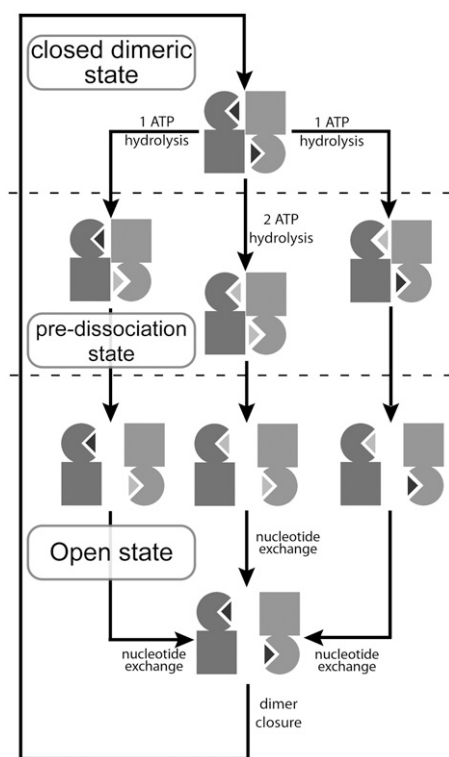 closed dimeric
state
1 ATP
hydrolysis
1 ATP
hydrolysis
2 ATP
hydrolysis
pre-dissociation
state
nucleotide
exchange
Open state
nucleotide
exchange
nucleotide
exchange
dimer
closure